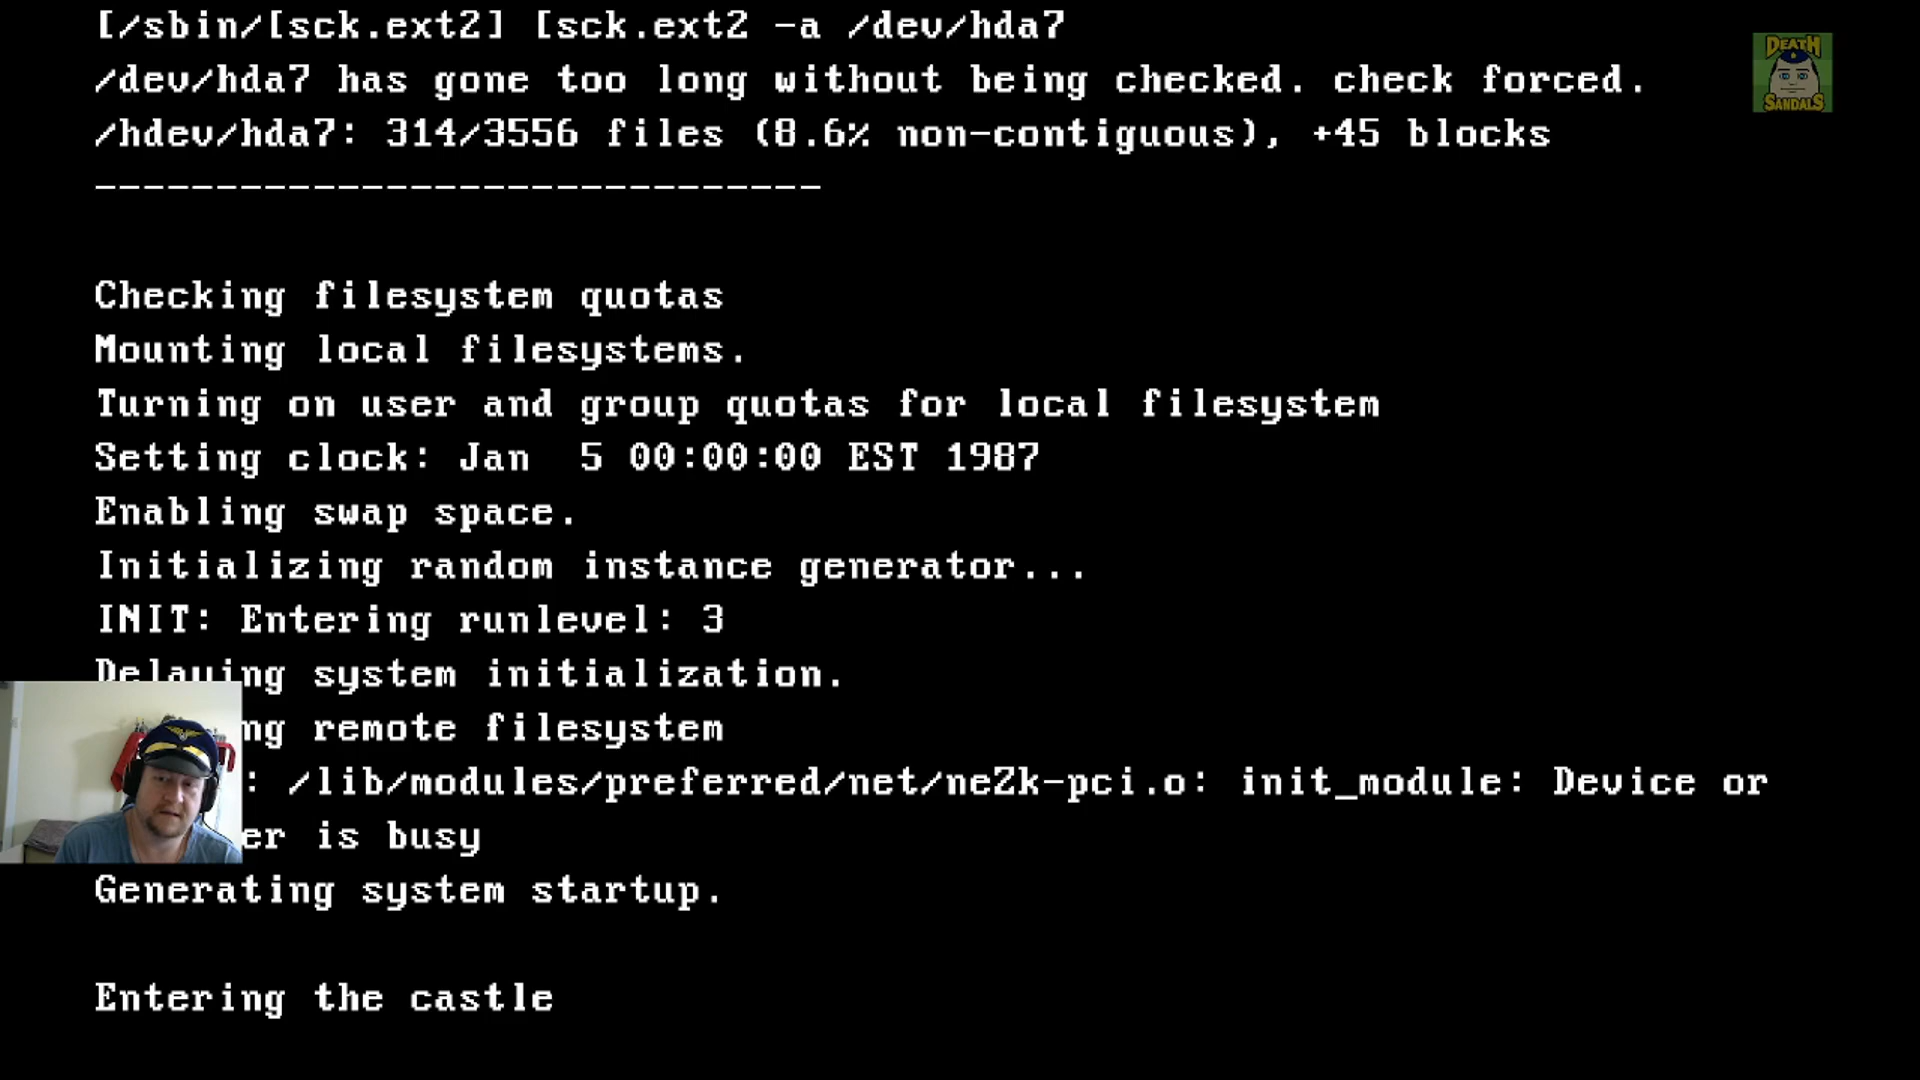 [/sbin/[sck.ext2] [sck.ext2 -a /dev/hda7
/dev/hda7 has gone too long without being checked. check forced.
/hdev/hda7: 314/3556 files (8.6% non-contiguous), +45 blocks
------------------------------
DEATH
SANDALS
Checking filesystem quotas
Mounting local filesystems.
Turning on user and group quotas for local filesystem
Setting clock: Jan  5 00:00:00 EST 1987
Enabling swap space.
Initializing random instance generator...
INIT: Entering runlevel: 3
Delaying system initialization.
ng remote filesystem
: /lib/modules/preferred/net/neZk-pci.o: init_module: Device or
er is busy
Generating system startup.
Entering the castle